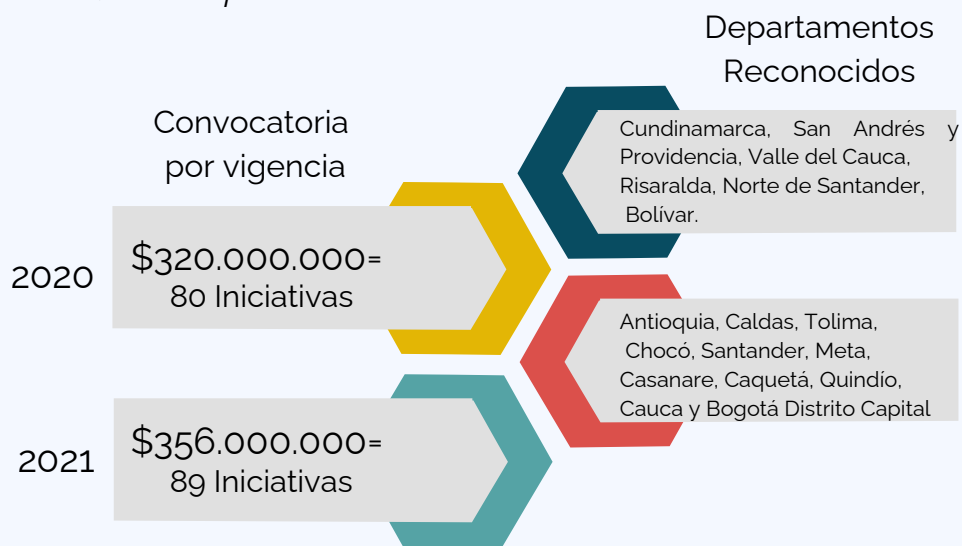 Departamentos
Reconocidos
Convocatoria
por vigencia
2020
$320.000.000=
80 Iniciativas
Cundinamarca, San Andrés y
Providencia, Valle del Cauca,
Risaralda, Norte de Santander,
Bolívar.
2021
$356.000.000=
89 Iniciativas
Antioquia, Caldas, Tolima,
Chocó, Santander, Meta,
Casanare, Caquetá, Quindío,
Cauca y Bogotá Distrito Capital